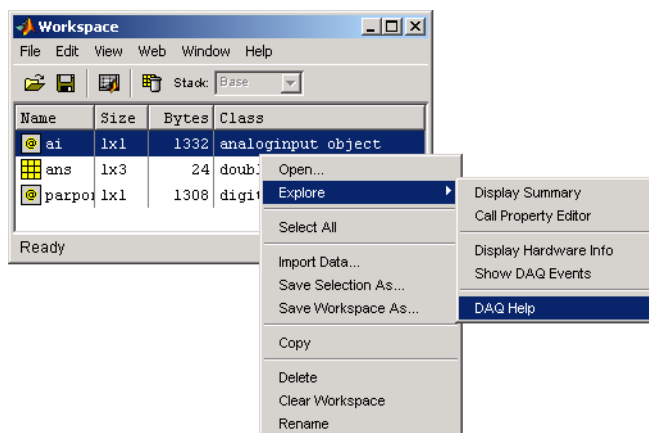 Workspace
File Edit View Web Window Help
Stack: Base
Name Size Bytes Class
ai 1x1 1332 analoginput object
ans 1x3 24 doubl
parpor 1x1 1308 digit
Ready
Open...
Explore
Select All
Import Data...
Save Selection As...
Save Workspace As...
Copy
Delete
Clear Workspace
Rename
Display Summary
Call Property Editor
Display Hardware Info
Show DAQ Events
DAQ Help